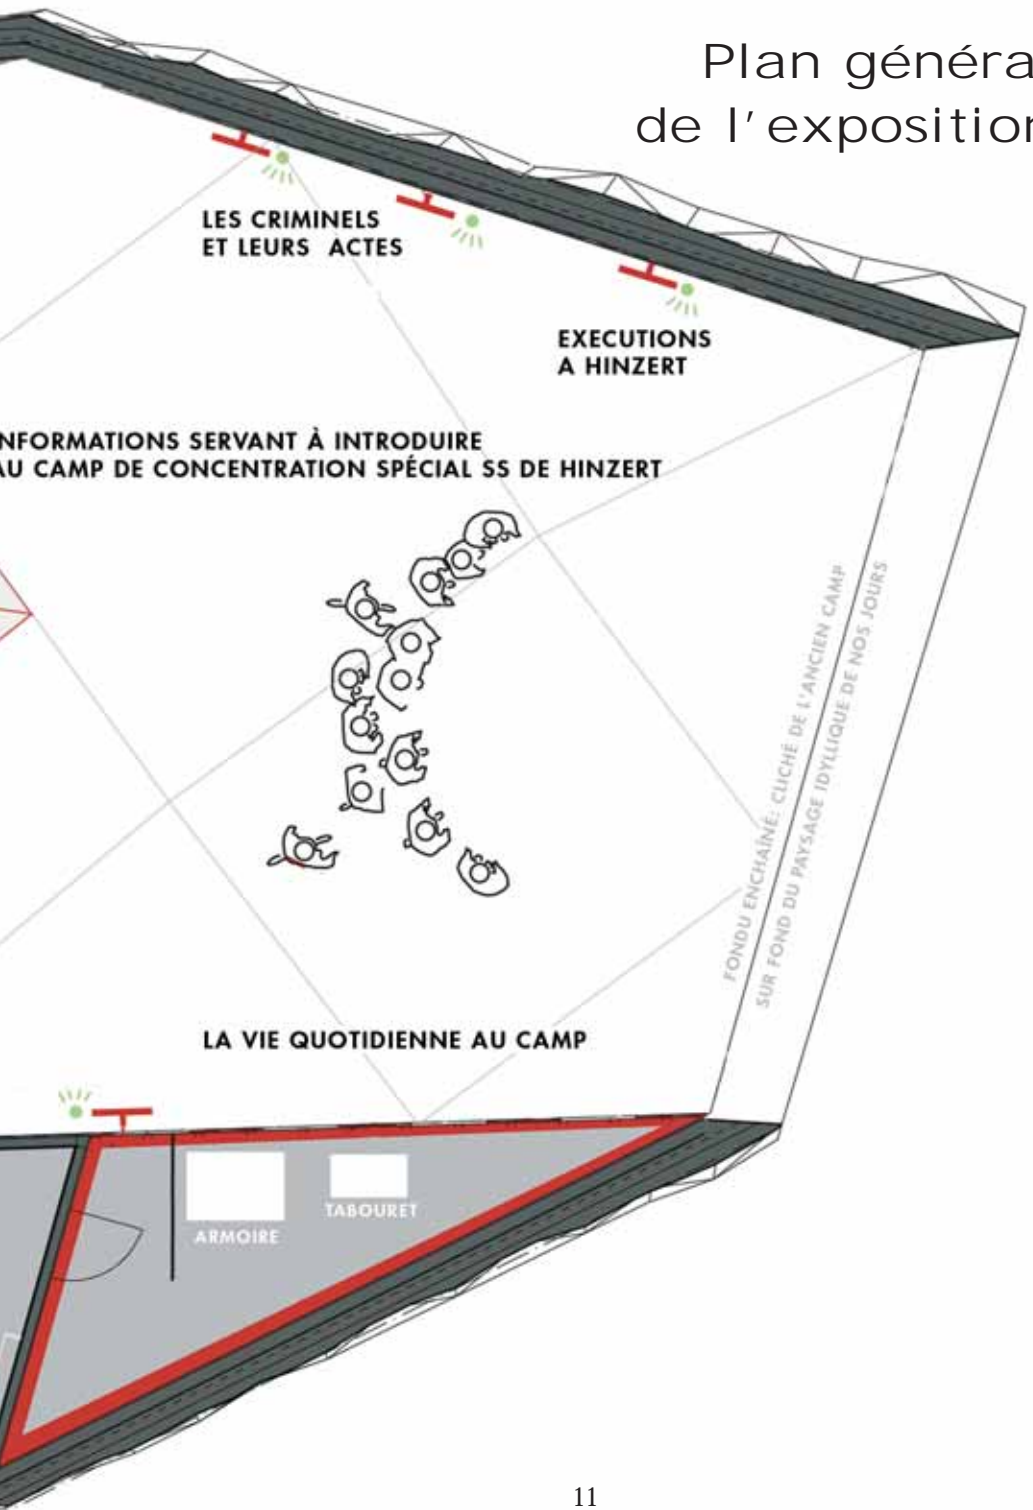 Plan généra
de l'exposition
LES CRIMINELS
ET LEURS ACTES
EXECUTIONS
A HINZERT
NFORMATIONS SERVANT À INTRODUIRE
AU CAMP DE CONCENTRATION SPÉCIAL SS DE HINZERT
FONDU ENCHAÎNÉ: CLICHÉ DE L'ANCIEN CAMP
SUR FOND DU PAYSAGE IDYLLIQUE DE NOS JOURS
LA VIE QUOTIDIENNE AU CAMP
TABOURET
ARMOIRE
11